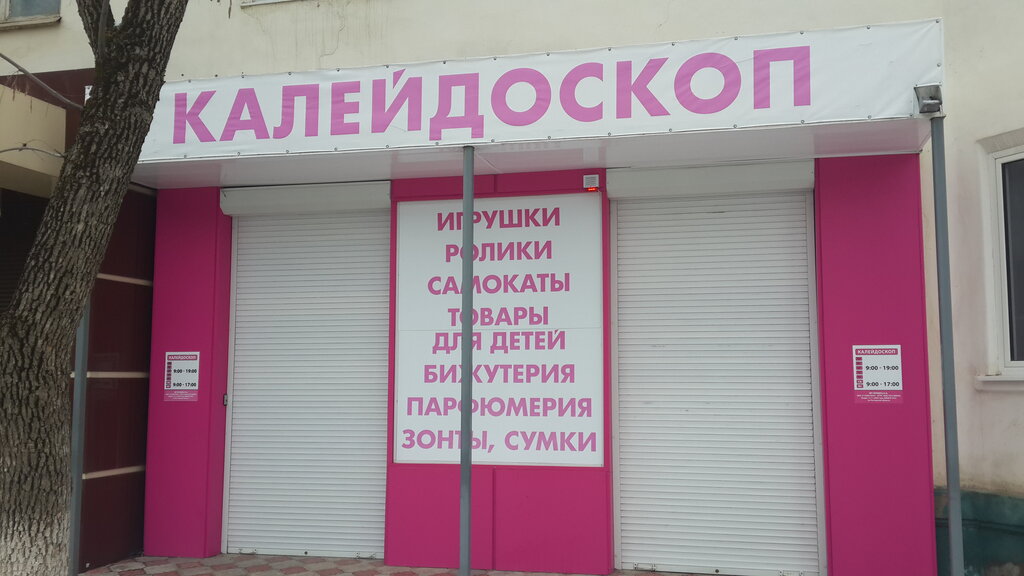 КАЛЕЙДОСКОП
ИГРУШКИ
РОЛИКИ
САМОКАТЫ
ТОВАРЫ
ДЛЯ ДЕТЕЙ
БИЖУТЕРИЯ
ПАРФЮМЕРИЯ
ЗОНТЫ, СУМКИ
КАЛЕЙДОСКОП
9:00 - 19:00
9:00 - 17:00
КАЛЕЙДОСКОП
9:00 - 19:00
9:00 - 17:00